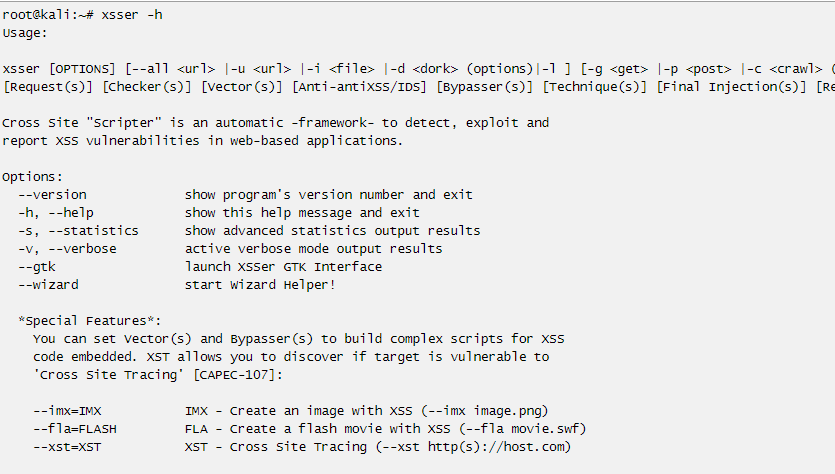 root@kali:~# xsser -h
Usage:
xsser [OPTIONS] [--all <url> |-u <url> |-i <file> |-d <dork> (options)|-l ] [-g <get> |-p <post> |-c <crawl> (
[Request(s)] [Checker(s)] [Vector(s)] [Anti-antiXSS/IDS] [Bypasser(s)] [Technique(s)] [Final Injection(s)] [Re
Cross Site "Scripter" is an automatic -framework- to detect, exploit and
report XSS vulnerabilities in web-based applications.
Options:
--version show program's version number and exit
-h, --help show this help message and exit
-s, --statistics show advanced statistics output results
-v, --verbose active verbose mode output results
--gtk launch XSSer GTK Interface
--wizard start Wizard Helper!
*Special Features*:
You can set Vector(s) and Bypasser(s) to build complex scripts for XSS
code embedded. XST allows you to discover if target is vulnerable to
'Cross Site Tracing' [CAPEC-107]:
--imx=IMX IMX - Create an image with XSS (--imx image.png)
--fla=FLASH FLA - Create a flash movie with XSS (--fla movie.swf)
--xst=XST XST - Cross Site Tracing (--xst http(s)://host.com)